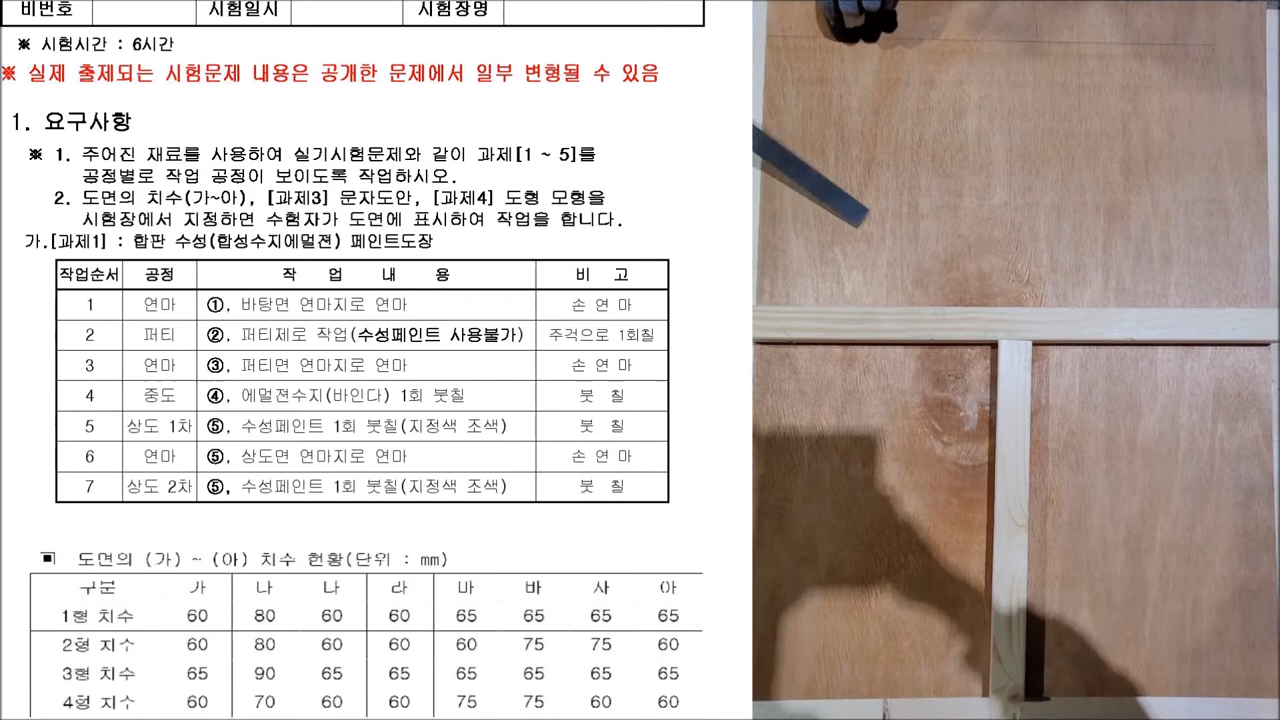 비번호 시험일시 시험장명
※ 시험시간 : 6시간
※ 실제 출제되는 시험문제 내용은 공개한 문제에서 일부 변형될 수 있음
1. 요구사항
※ 1. 주어진 재료를 사용하여 실기시험문제와 같이 과제[1 ~ 5]를
공정별로 작업 공정이 보이도록 작업하시오.
2. 도면의 치수(가~아), [과제3] 문자도안, [과제4] 도형 모형을
시험장에서 지정하면 수험자가 도면에 표시하여 작업을 합니다.
가.[과제1] : 합판 수성(합성수지에멀젼) 페인트도장
작업순서 공정 작 업 내 용 비 고
1 연마 ①, 바탕면 연마지로 연마 손 연 마
2 퍼티 ②, 퍼티제로 작업(수성페인트 사용불가) 주걱으로 1회칠
3 연마 ③, 퍼티면 연마지로 연마 손 연 마
4 중도 ④, 에멀젼수지(바인다) 1회 붓칠 붓 칠
5 상도 1차 ⑤, 수성페인트 1회 붓칠(지정색 조색) 붓 칠
6 연마 ⑤, 상도면 연마지로 연마 손 연 마
7 상도 2차 ⑤, 수성페인트 1회 붓칠(지정색 조색) 붓 칠
▣ 도면의 (가) ~ (아) 치수 현황(단위 : mm)
구분 가 나 나 라 마 바 사 아
1형 치수 60 80 60 60 65 65 65 65
2형 치수 60 80 60 60 60 75 75 60
3형 치수 65 90 65 65 65 65 65 65
4형 치수 60 70 60 60 75 75 60 60